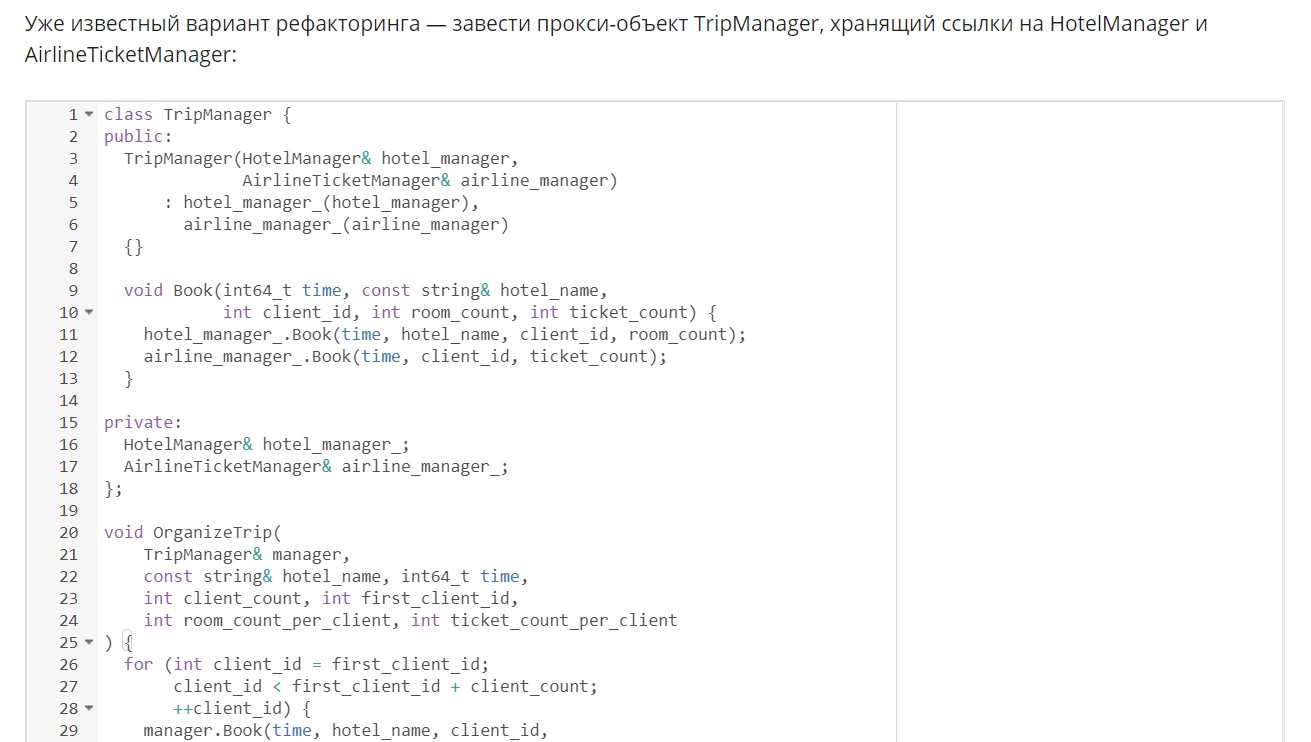 Уже известный вариант рефакторинга — завести прокси-объект TripManager, хранящий ссылки на HotelManager и
AirlineTicketManager:
1 class TripManager {
2 public:
3   TripManager(HotelManager& hotel_manager,
4               AirlineTicketManager& airline_manager)
5       : hotel_manager_(hotel_manager),
6         airline_manager_(airline_manager)
7   {}
8
9   void Book(int64_t time, const string& hotel_name,
10             int client_id, int room_count, int ticket_count) {
11     hotel_manager_.Book(time, hotel_name, client_id, room_count);
12     airline_manager_.Book(time, client_id, ticket_count);
13   }
14
15 private:
16   HotelManager& hotel_manager_;
17   AirlineTicketManager& airline_manager_;
18 };
19
20 void OrganizeTrip(
21     TripManager& manager,
22     const string& hotel_name, int64_t time,
23     int client_count, int first_client_id,
24     int room_count_per_client, int ticket_count_per_client
25 ) {
26   for (int client_id = first_client_id;
27        client_id < first_client_id + client_count;
28        ++client_id) {
29     manager.Book(time, hotel_name, client_id,